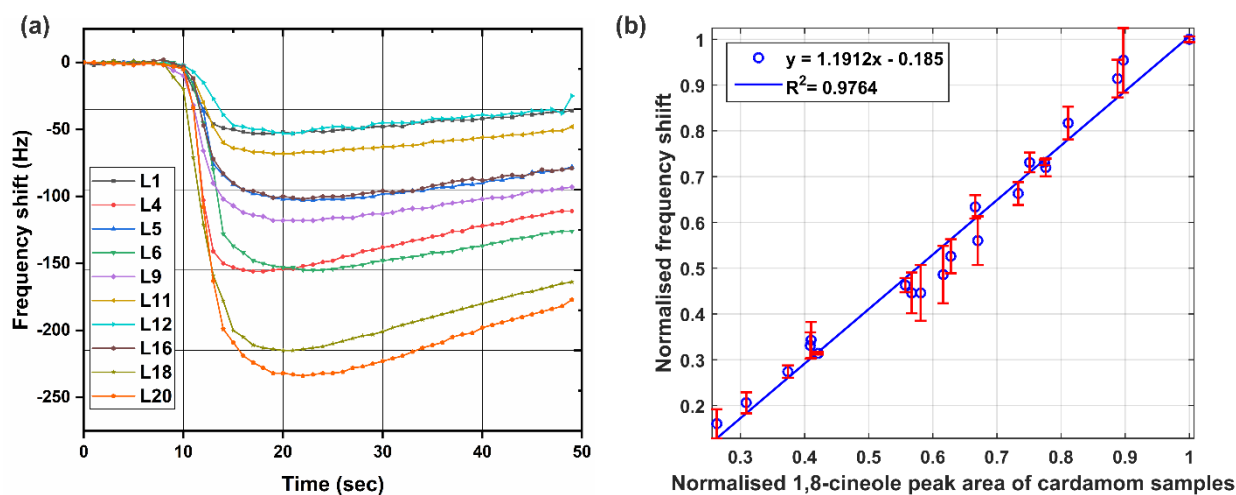 (a)
Frequency shift (Hz)
0
-50
-100
-150
-200
-250
L1
L4
L5
L6
L9
L11
L12
L16
L18
L20
0 10 20 30 40 50
Time (sec)
(b)
Normalised frequency shiift
1
0.9
0.8
0.7
0.6
0.5
0.4
0.3
0.2
y = 1.1912x - 0.185
R2= 0.9764
0.3 0.4 0.5 0.6 0.7 0.8 0.9 1
Normalised 1,8-cineole peak area of cardamom samples